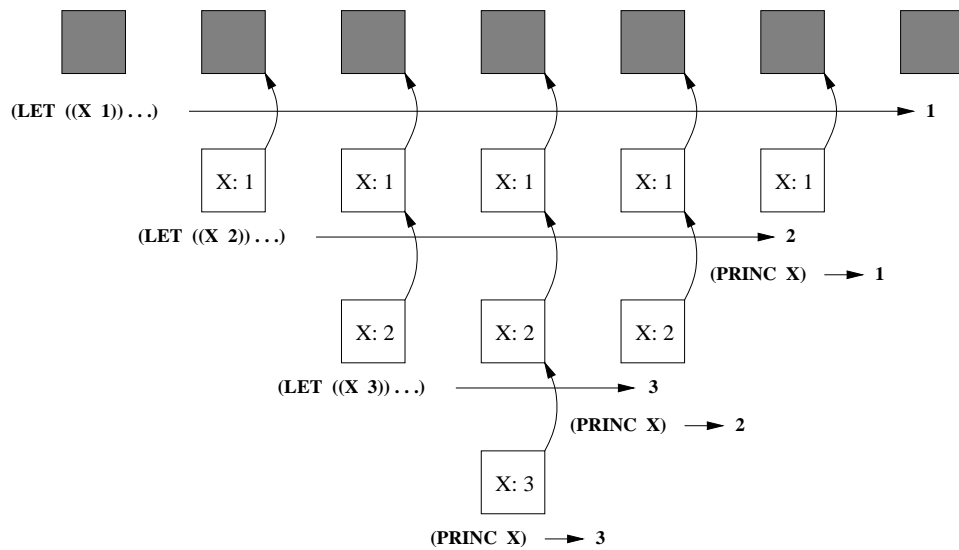 (LET ((X 1)) . . .) 1
X: 1 X: 1 X: 1 X: 1 X: 1
(LET ((X 2)) . . .) 2
(PRINC X) 1
X: 2 X: 2 X: 2
(LET ((X 3)) . . .) 3
(PRINC X) 2
X: 3
(PRINC X) 3